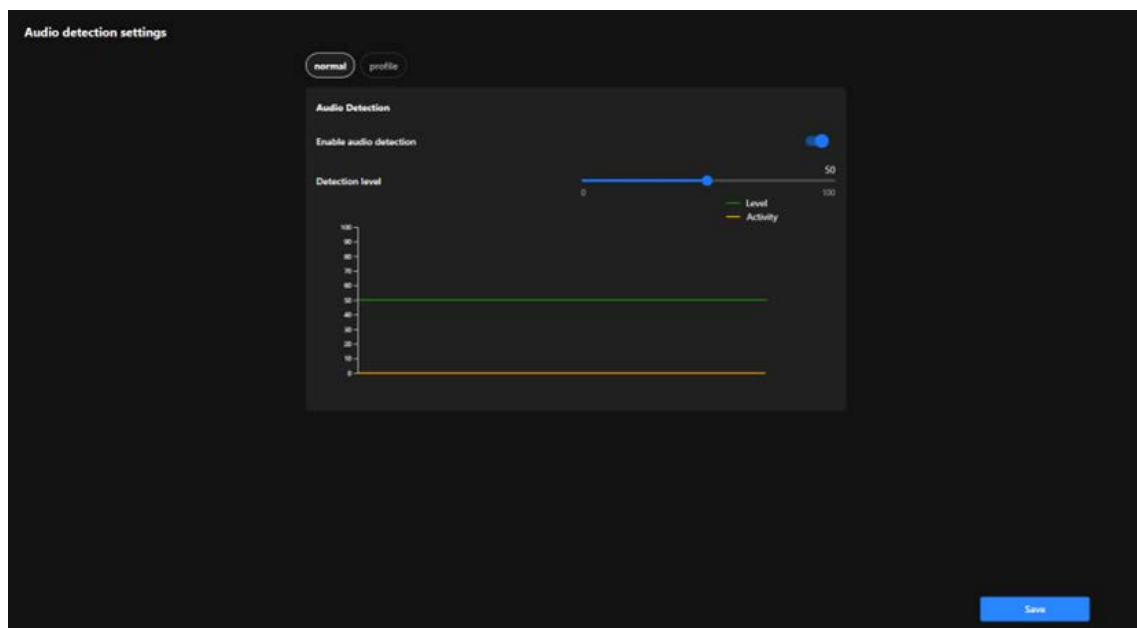 Audio detection settings
normal profile
Audio Detection
Enable audio detection
50
Detection level
0 100
Level
Activity
100
90
80
70
60
50
40
30
20
10
0
Save